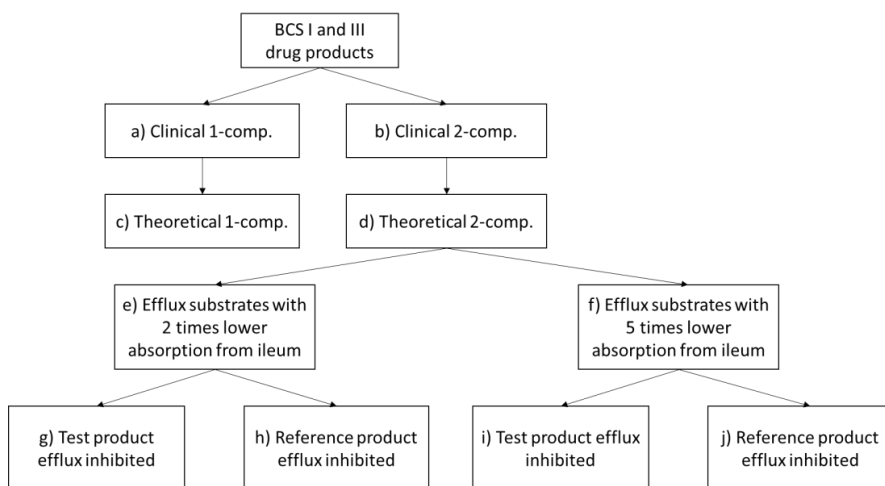 BCS I and III
drug products
a) Clinical 1-comp.
b) Clinical 2-comp.
c) Theoretical 1-comp.
d) Theoretical 2-comp.
e) Efflux substrates with
2 times lower
absorption from ileum
f) Efflux substrates with
5 times lower
absorption from ileum
g) Test product
efflux inhibited
h) Reference product
efflux inhibited
i) Test product efflux
inhibited
j) Reference product
efflux inhibited